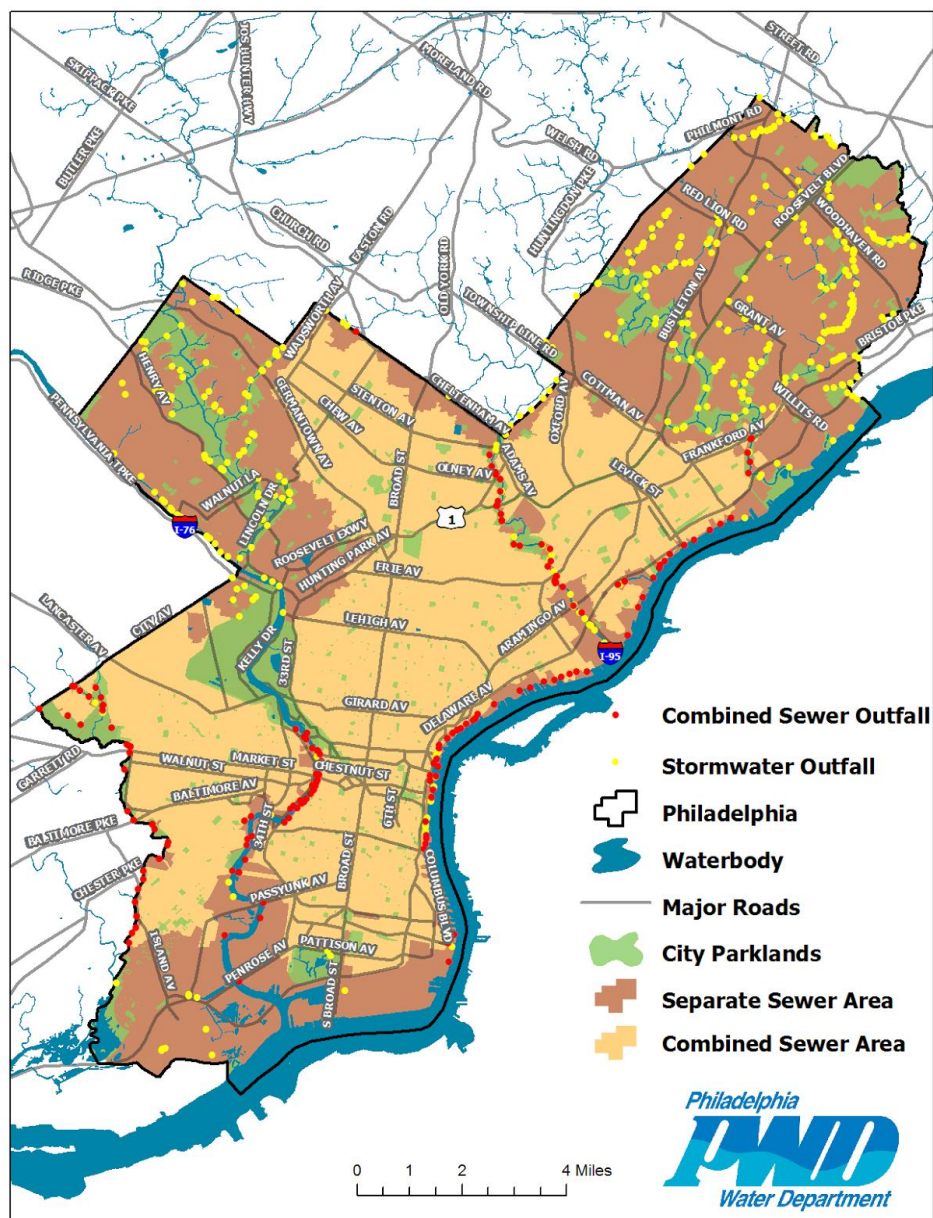 STREET RD
JOS HUNTER HWY
MORELAND RD
SKIPPACK PKE
PHILMONT RD
BUTLER PKE
WELSH RD
HUNTINGDON PKE
ROOSEVELT BLVD
RED LION RD
WOODHAVEN RD
CHURCH RD
EASTON RD
OLD YORK RD
RIDGE PKE
TOWNSHIP LINE RD
BUSTLETON AV
GRANT AV
BRISTOL PKE
WADSWORTH AV
HENRY AV
GERMANTOWN AV
STENTON AV
CHEW AV
CHELTENHAM AV
OXFORD AV
COTTMAN AV
WILLITS RD
PENNSYLVANIA TPKE
BROAD ST
OLNEY AV
ADAMS AV
FRANKFORD AV
LEVICK ST
WALNUT LA
LINCOLN DR
I-76
1
ROOSEVELT EXWY
HUNTING PARK AV
ERIE AV
LANCASTER AV
CITY AV
KELLY DR
33RD ST
LEHIGH AV
ARAMINGO AV
I-95
GIRARD AV
DELAWARE AV
GARRETT RD
WALNUT ST
MARKET ST
CHESTNUT ST
BALTIMORE AV
34TH ST
6TH ST
BROAD ST
BALTIMORE PKE
CHESTER PKE
PASSYUNK AV
COLUMBUS BLVD
ISLAND AV
PENROSE AV
PATTISON AV
S BROAD ST
Combined Sewer Outfall
Stormwater Outfall
Philadelphia
Waterbody
Major Roads
City Parklands
Separate Sewer Area
Combined Sewer Area
0 1 2 4 Miles
Philadelphia
PWD
Water Department